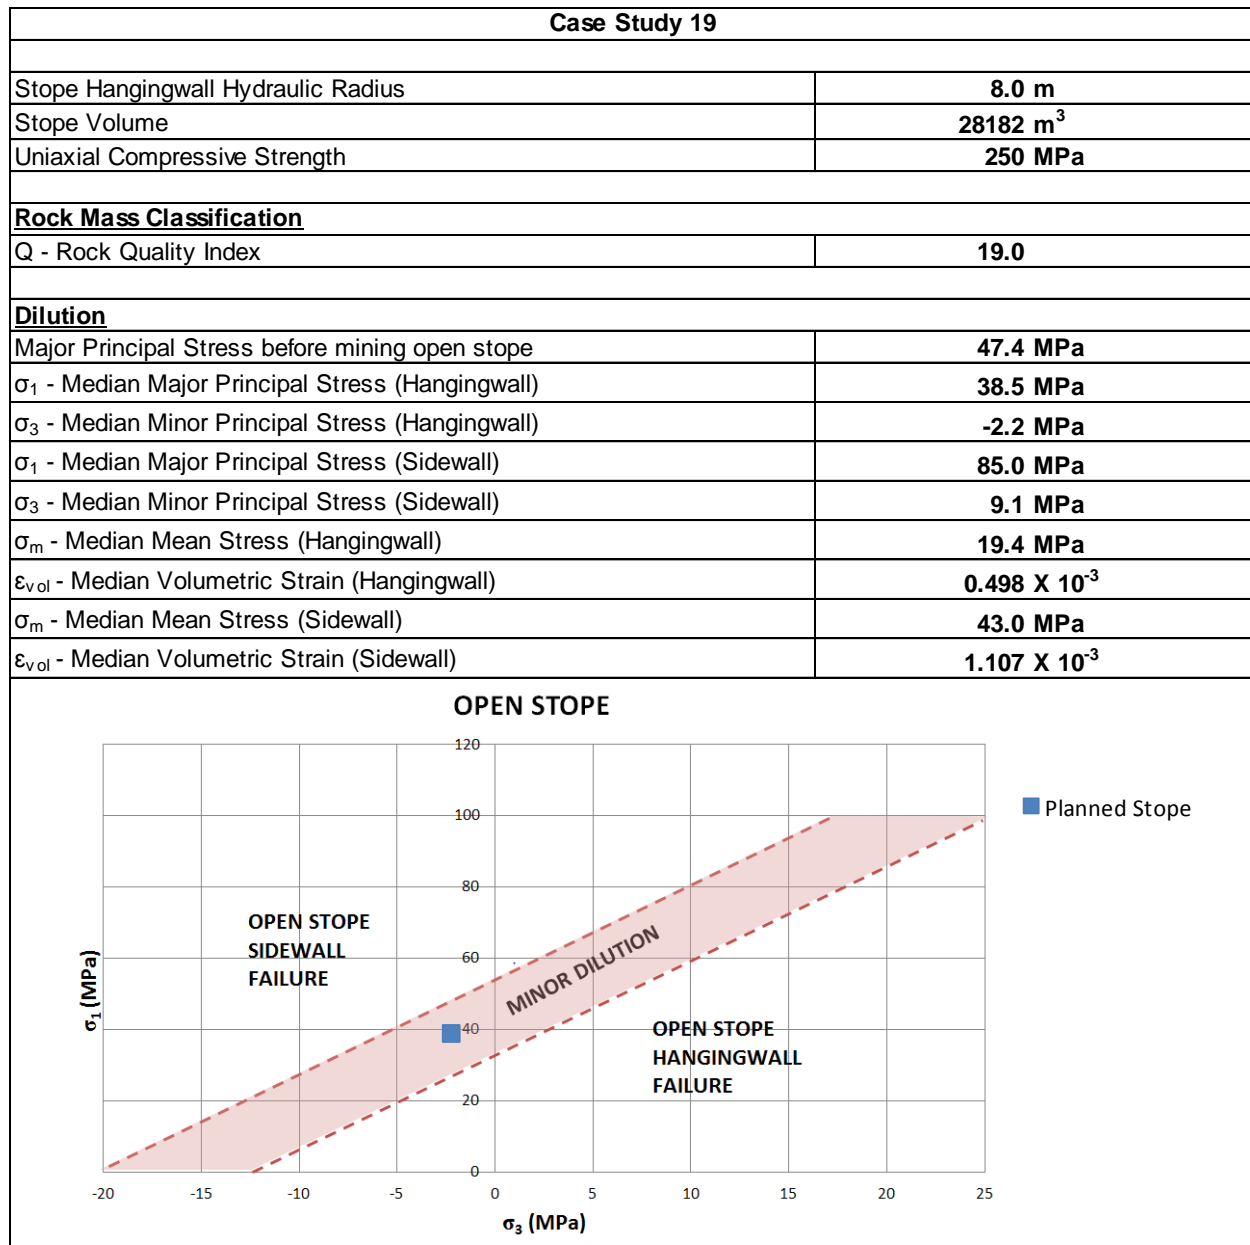 Case Study 19
Stope Hangingwall Hydraulic Radius 8.0 m
Stope Volume 28182 m³
Uniaxial Compressive Strength 250 MPa
Rock Mass Classification
Q - Rock Quality Index 19.0
Dilution
Major Principal Stress before mining open stope 47.4 MPa
σ₁ - Median Major Principal Stress (Hangingwall) 38.5 MPa
σ₃ - Median Minor Principal Stress (Hangingwall) -2.2 MPa
σ₁ - Median Major Principal Stress (Sidewall) 85.0 MPa
σ₃ - Median Minor Principal Stress (Sidewall) 9.1 MPa
σₘ - Median Mean Stress (Hangingwall) 19.4 MPa
εᵥₒₗ - Median Volumetric Strain (Hangingwall) 0.498 X 10⁻³
σₘ - Median Mean Stress (Sidewall) 43.0 MPa
εᵥₒₗ - Median Volumetric Strain (Sidewall) 1.107 X 10⁻³
OPEN STOPE
120
100
80
60
40
20
0
σ₁ (MPa)
OPEN STOPE
SIDEWALL
FAILURE
MINOR DILUTION
OPEN STOPE
HANGINGWALL
FAILURE
Planned Stope
-20 -15 -10 -5 0 5 10 15 20 25
σ₃ (MPa)